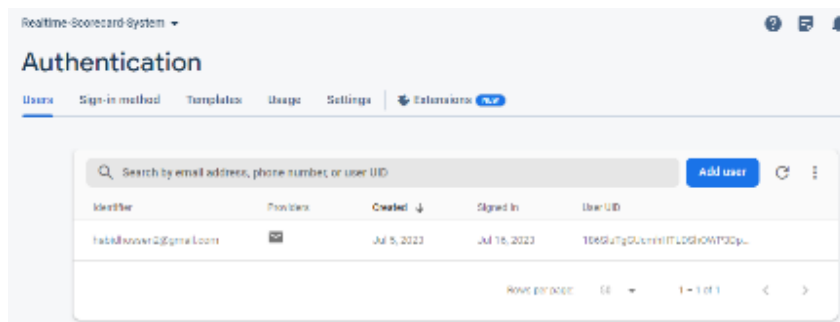 Realtime-Scorecard-System
Authentication
Users Sign-in method Templates Usage Settings Extensions NEW
Search by email address, phone number, or user UID Add user
Identifier Providers Created ↓ Signed In User UID
Jul 5, 2023 Jul 16, 2023
Rows per page: 50 1 – 1 of 1